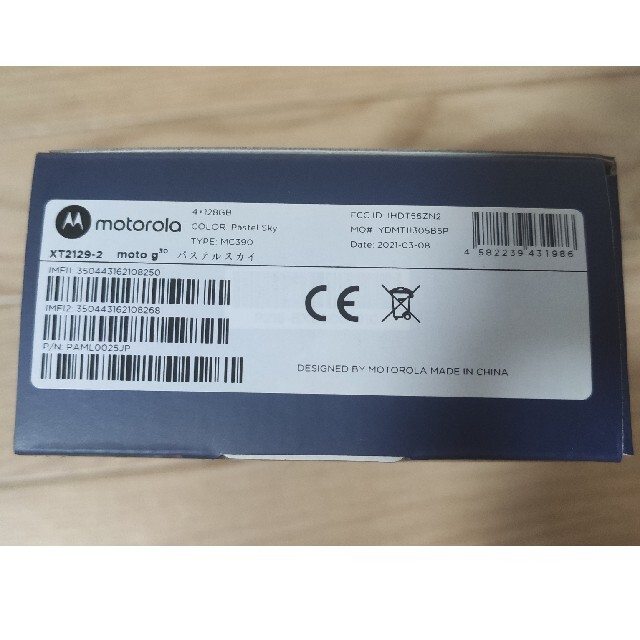 motorola
4+128GB
COLOR: Pastel Sky
TYPE: MC390
FCC ID: IHDT56ZN2
MO#: YDMT11305B5P
Date: 2021-03-08
4 582239 431986
XT2129-2 moto g³⁰ パステルスカイ
IMEI1: 350443162108250
IMEI2: 350443162108268
P/N: PAML0025JP
CE
DESIGNED BY MOTOROLA MADE IN CHINA